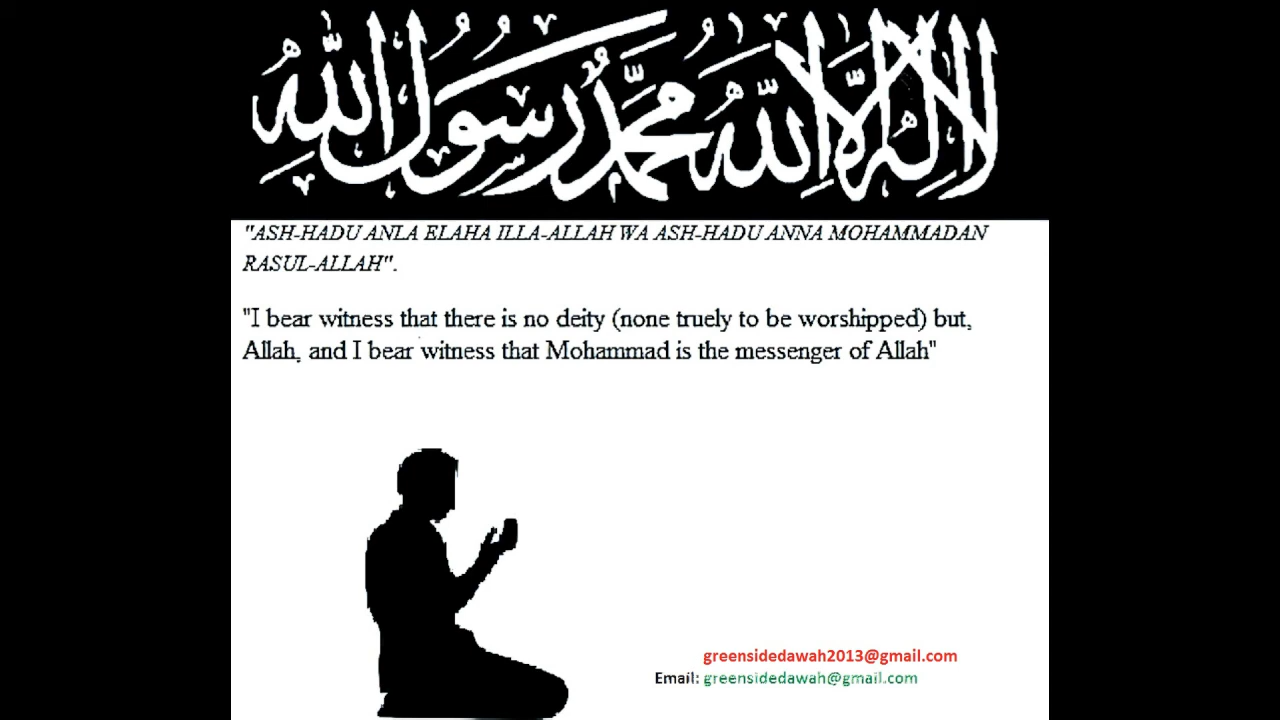 لا إله إلا الله محمد رسول الله
"ASH-HADU ANLA ELAHA ILLA-ALLAH WA ASH-HADU ANNA MOHAMMADAN
RASUL-ALLAH".
"I bear witness that there is no deity (none truely to be worshipped) but,
Allah, and I bear witness that Mohammad is the messenger of Allah"
greensidedawah2013@gmail.com
Email: greensidedawah@gmail.com